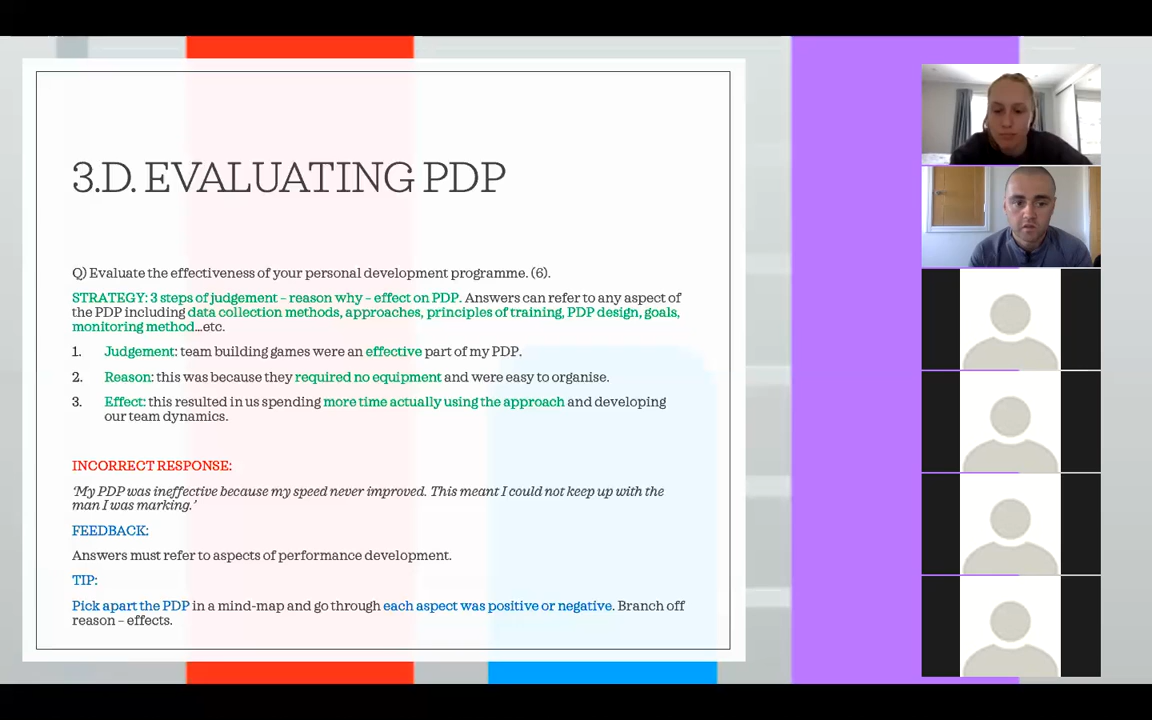 3.D. EVALUATING PDP
Q) Evaluate the effectiveness of your personal development programme. (6).
STRATEGY: 3 steps of judgement – reason why – effect on PDP. Answers can refer to any aspect of
the PDP including data collection methods, approaches, principles of training, PDP design, goals,
monitoring method…etc.
1. Judgement: team building games were an effective part of my PDP.
2. Reason: this was because they required no equipment and were easy to organise.
3. Effect: this resulted in us spending more time actually using the approach and developing
our team dynamics.
INCORRECT RESPONSE:
‘My PDP was ineffective because my speed never improved. This meant I could not keep up with the
man I was marking.’
FEEDBACK:
Answers must refer to aspects of performance development.
TIP:
Pick apart the PDP in a mind-map and go through each aspect was positive or negative. Branch off
reason – effects.